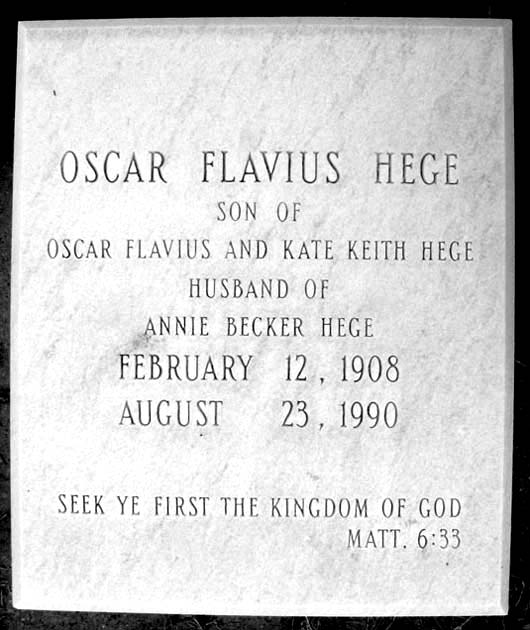 OSCAR FLAVIUS HEGE
SON OF
OSCAR FLAVIUS AND KATE KEITH HEGE
HUSBAND OF
ANNIE BECKER HEGE
FEBRUARY 12, 1908
AUGUST 23, 1990
SEEK YE FIRST THE KINGDOM OF GOD
MATT. 6:33